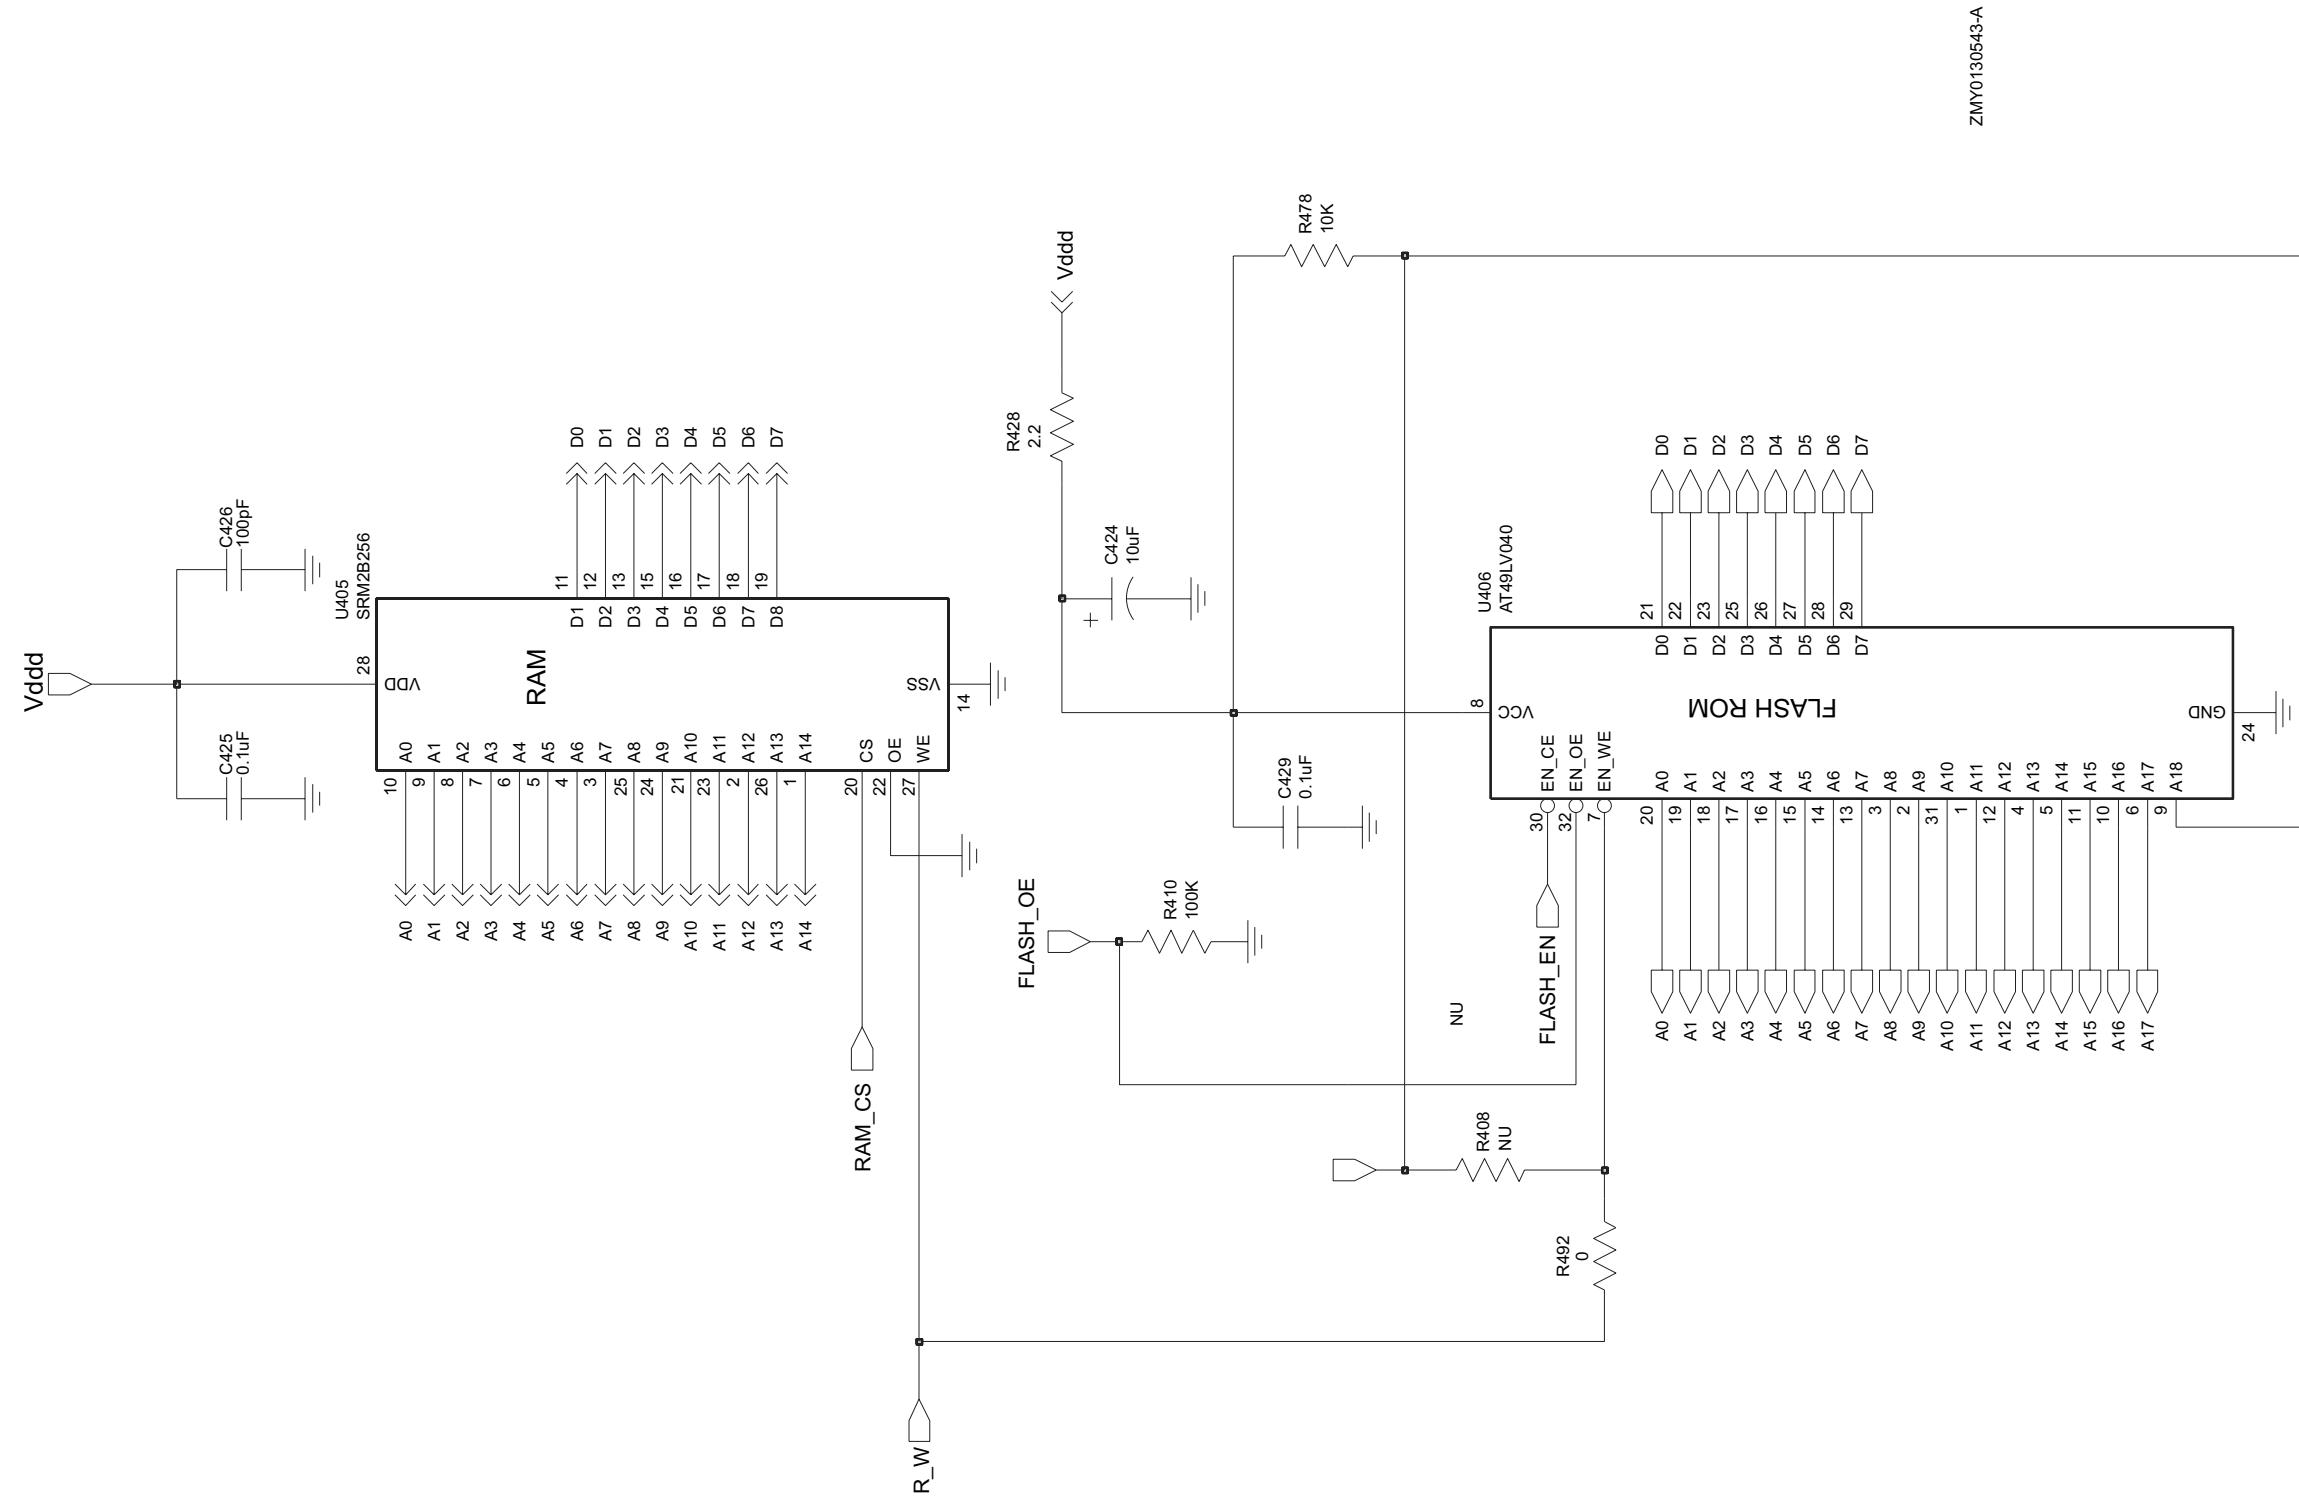 ZMY0130543-A
Vddd
C426
100pF
C425
0.1uF
U405
SRM2B256
28
VDD
RAM
VSS
14
10 A0
9 A1
8 A2
7 A3
6 A4
5 A5
4 A6
3 A7
25 A8
24 A9
21 A10
23 A11
2 A12
26 A13
1 A14
20 CS
22 OE
27 WE
A0
A1
A2
A3
A4
A5
A6
A7
A8
A9
A10
A11
A12
A13
A14
D1 11 D0
D2 12 D1
D3 13 D2
D4 15 D3
D5 16 D4
D6 17 D5
D7 18 D6
D8 19 D7
RAM_CS
R_W
R428
2.2
Vddd
C424
10uF
+
R478
10K
C429
0.1uF
FLASH_OE
R410
100K
NU
FLASH_EN
R408
NU
R492
0
U406
AT49LV040
8
VCC
FLASH ROM
GND
24
30 EN_CE
32 EN_OE
7 EN_WE
20 A0
19 A1
18 A2
17 A3
16 A4
15 A5
14 A6
13 A7
3 A8
2 A9
31 A10
1 A11
12 A12
4 A13
5 A14
11 A15
10 A16
6 A17
9 A18
A0
A1
A2
A3
A4
A5
A6
A7
A8
A9
A10
A11
A12
A13
A14
A15
A16
A17
D0 21 D0
D1 22 D1
D2 23 D2
D3 25 D3
D4 26 D4
D5 27 D5
D6 28 D6
D7 29 D7